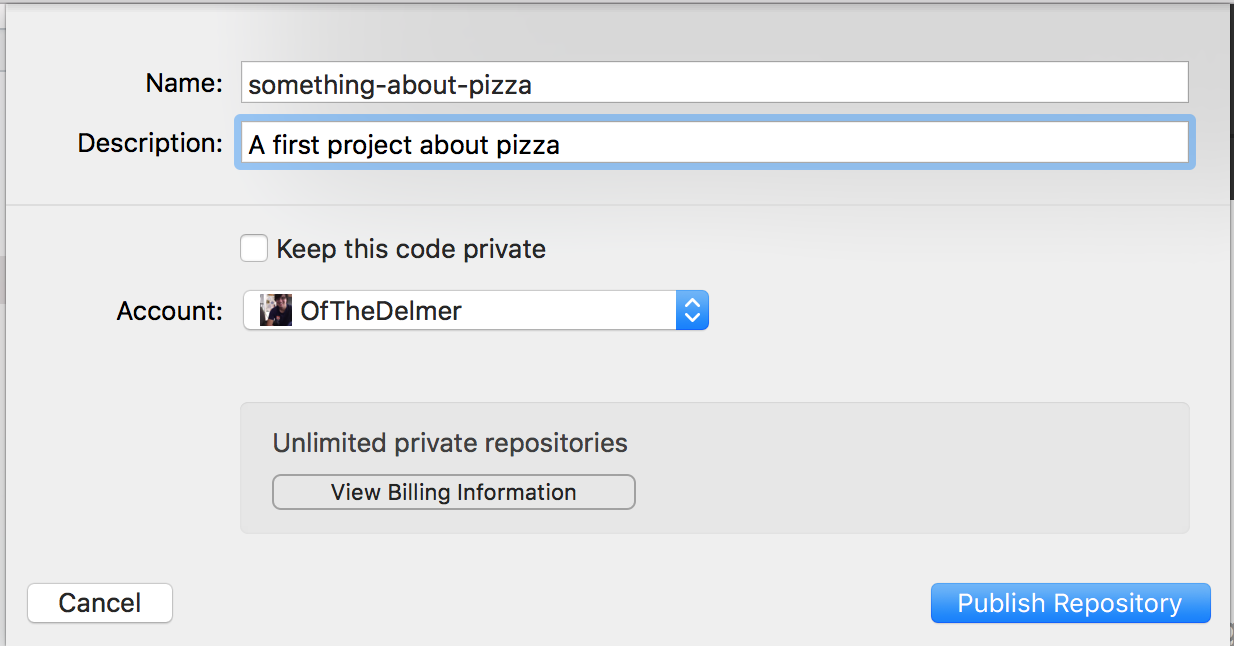 Name: something-about-pizza
Description: A first project about pizza
Keep this code private
Account: OfTheDelmer
Unlimited private repositories
View Billing Information
Cancel Publish Repository